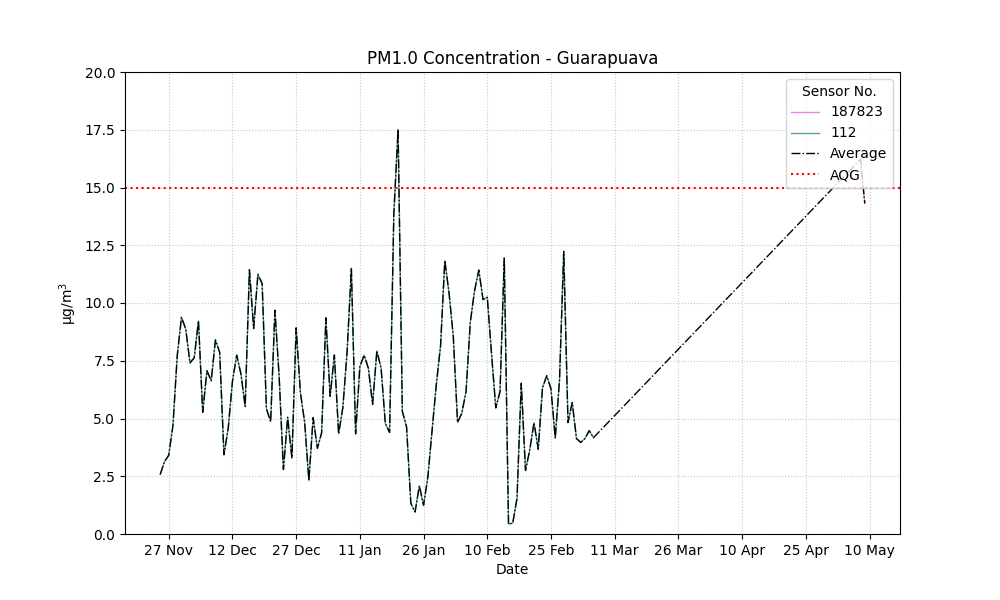 PM1.0 Concentration - Guarapuava
20.0
17.5
15.0
12.5
10.0
7.5
5.0
2.5
0.0
µg/m³
Sensor No.
187823
112
Average
AQG
27 Nov 12 Dec 27 Dec 11 Jan 26 Jan 10 Feb 25 Feb 11 Mar 26 Mar 10 Apr 25 Apr 10 May
Date